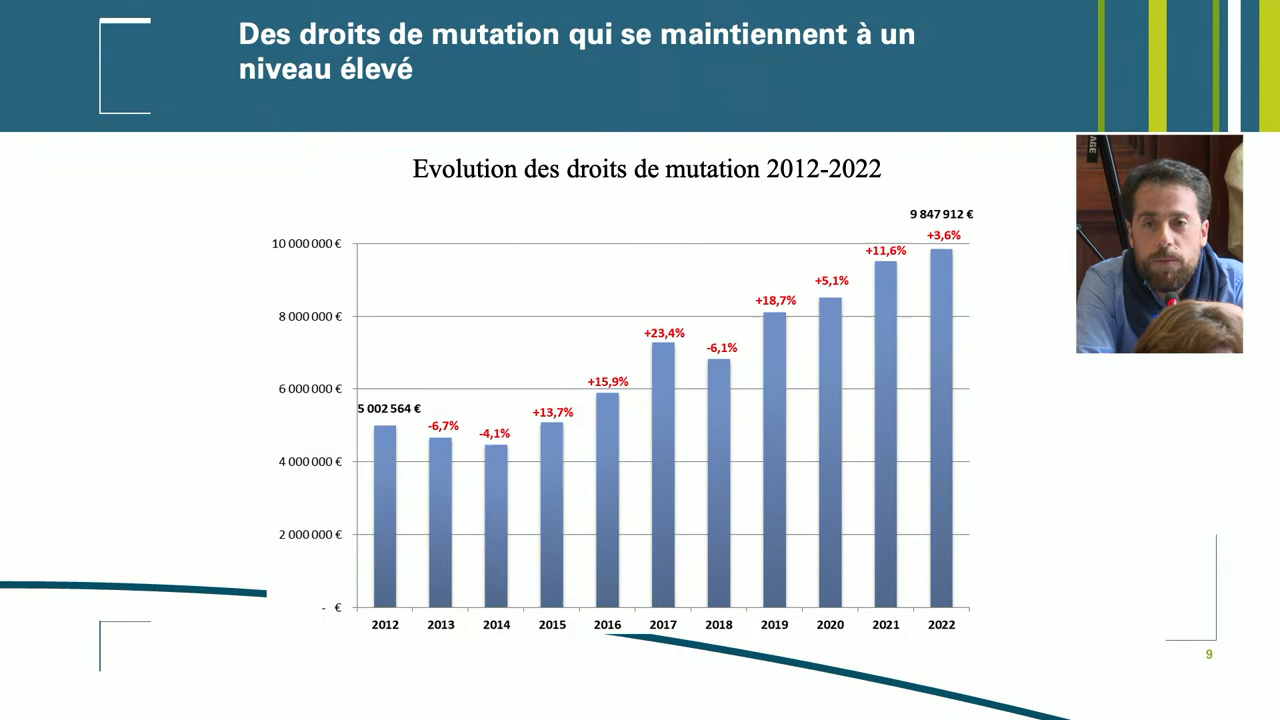 Des droits de mutation qui se maintiennent à un
niveau élevé
AGE
Evolution des droits de mutation 2012-2022
9 847 912 €
+3,6%
10 000 000 €
+11,6%
+5,1%
+18,7%
8 000 000 €
+23,4%
-6,1%
+15,9%
6 000 000 €
5 002 564 €
+13,7%
-6,7%
-4,1%
4 000 000 €
2 000 000 €
- €
2012 2013 2014 2015 2016 2017 2018 2019 2020 2021 2022
9